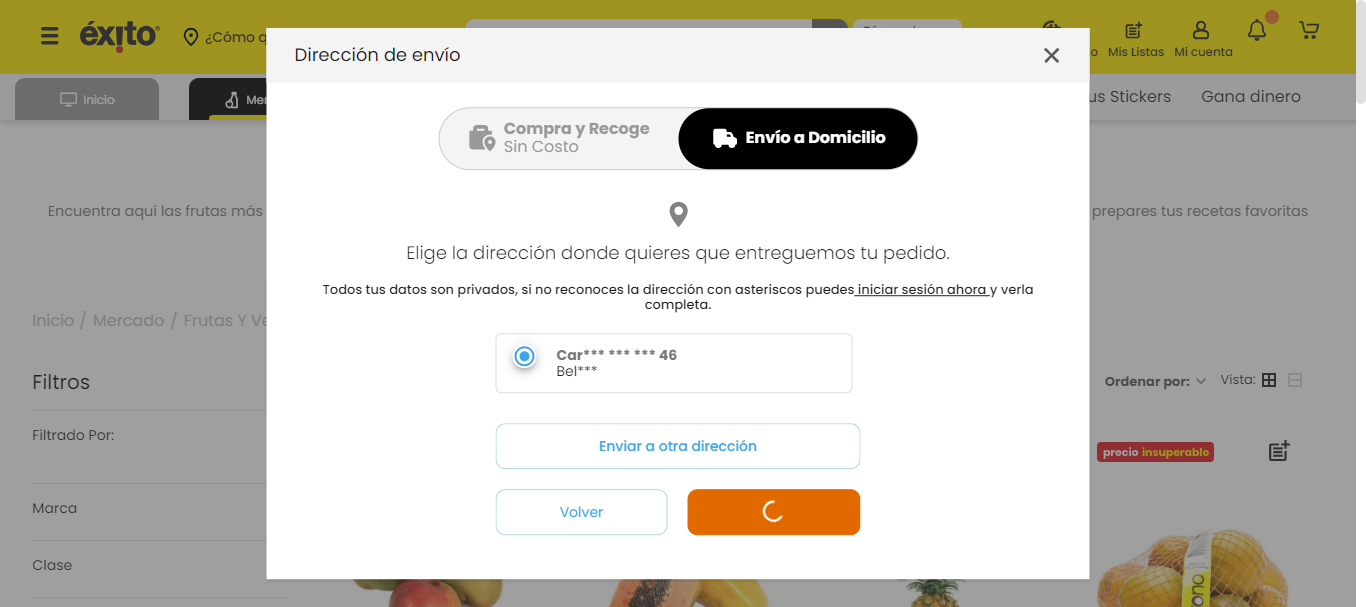 éxito
¿Cómo q
Mis Listas
Mi cuenta
Dirección de envío
Inicio
Mer
us Stickers
Gana dinero
Compra y Recoge
Sin Costo
Envío a Domicilio
Encuentra aquí las frutas más
prepares tus recetas favoritas
Elige la dirección donde quieres que entreguemos tu pedido.
Todos tus datos son privados, si no reconoces la dirección con asteriscos puedes iniciar sesión ahora y verla
completa.
Inicio / Mercado / Frutas Y Ve
Car*** *** *** 46
Bel***
Filtros
Ordenar por:
Vista:
Filtrado Por:
Enviar a otra dirección
precio insuperable
Marca
Volver
Clase